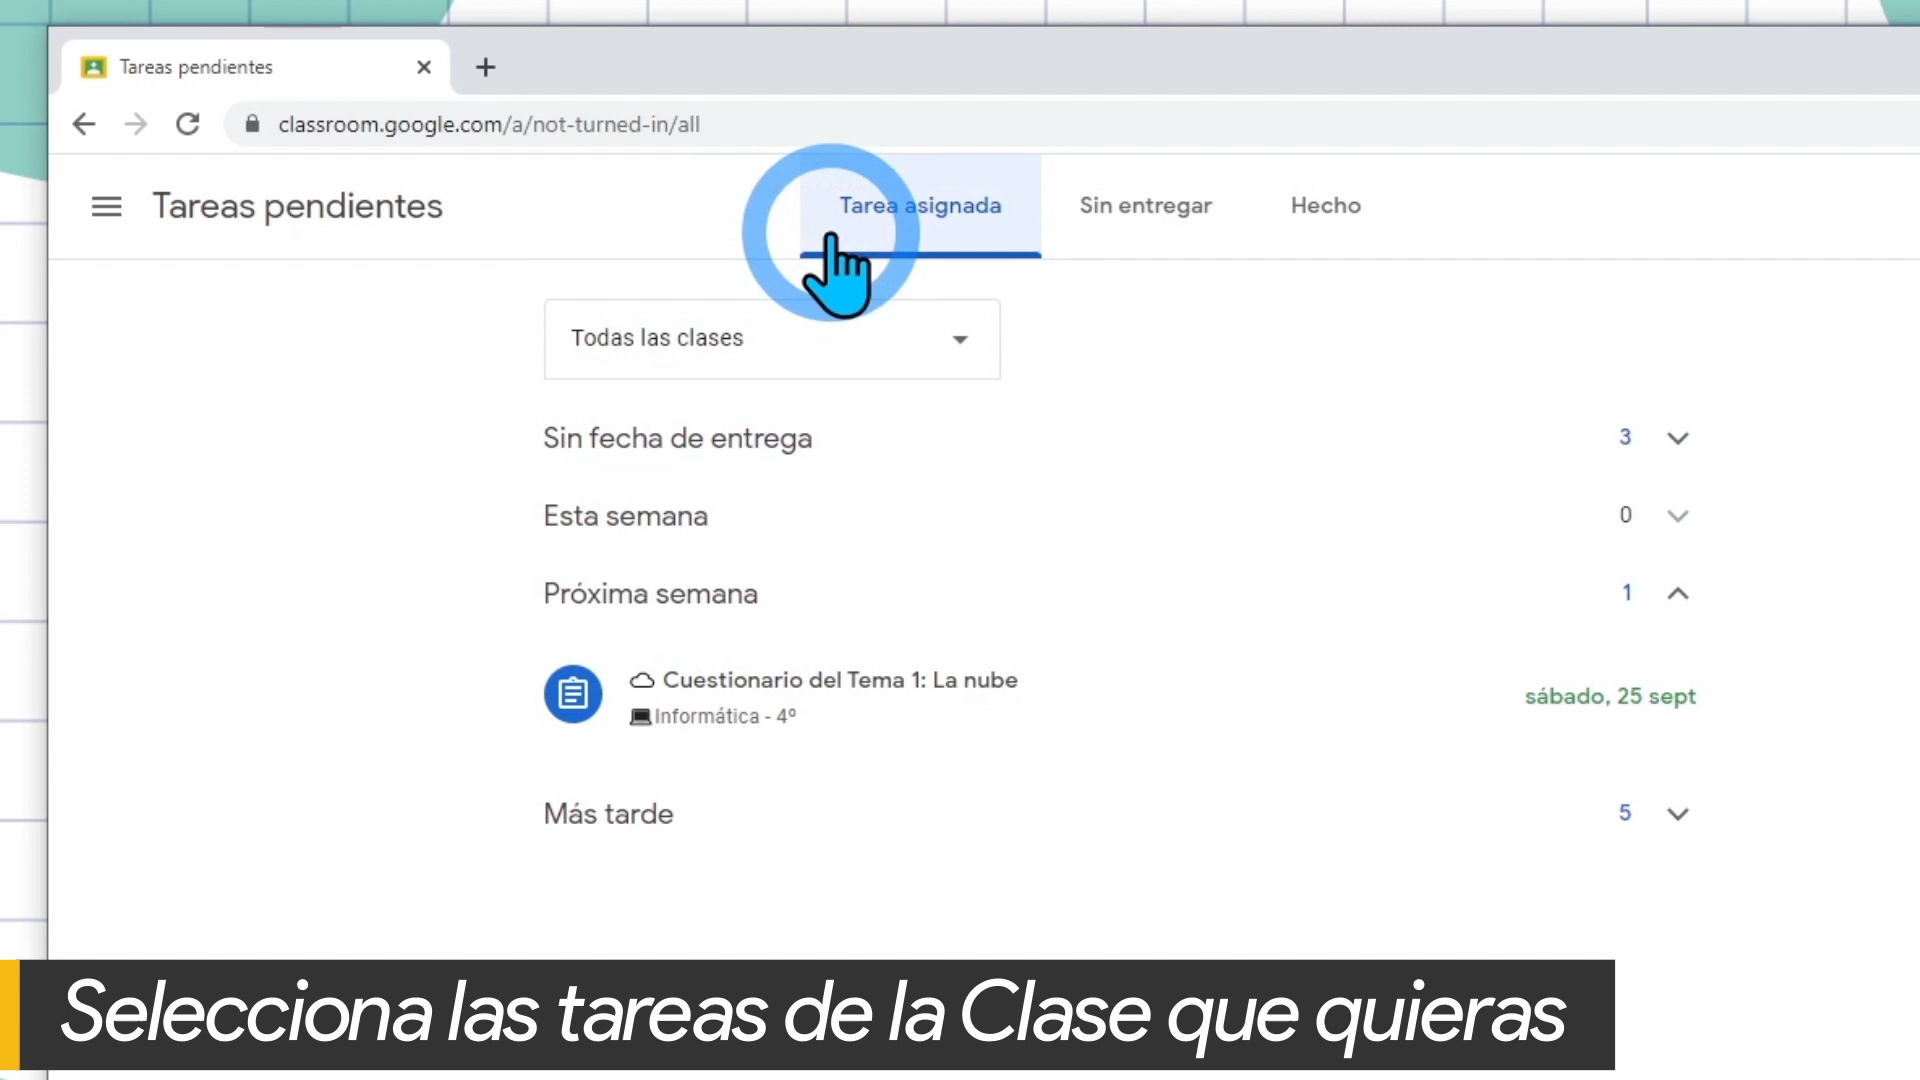 Tareas pendientes
classroom.google.com/a/not-turned-in/all
Tareas pendientes
Tarea asignada
Sin entregar
Hecho
Todas las clases
Sin fecha de entrega 3
Esta semana 0
Próxima semana 1
Cuestionario del Tema 1: La nube
Informática - 4º
sábado, 25 sept
Más tarde 5
Selecciona las tareas de la Clase que quieras